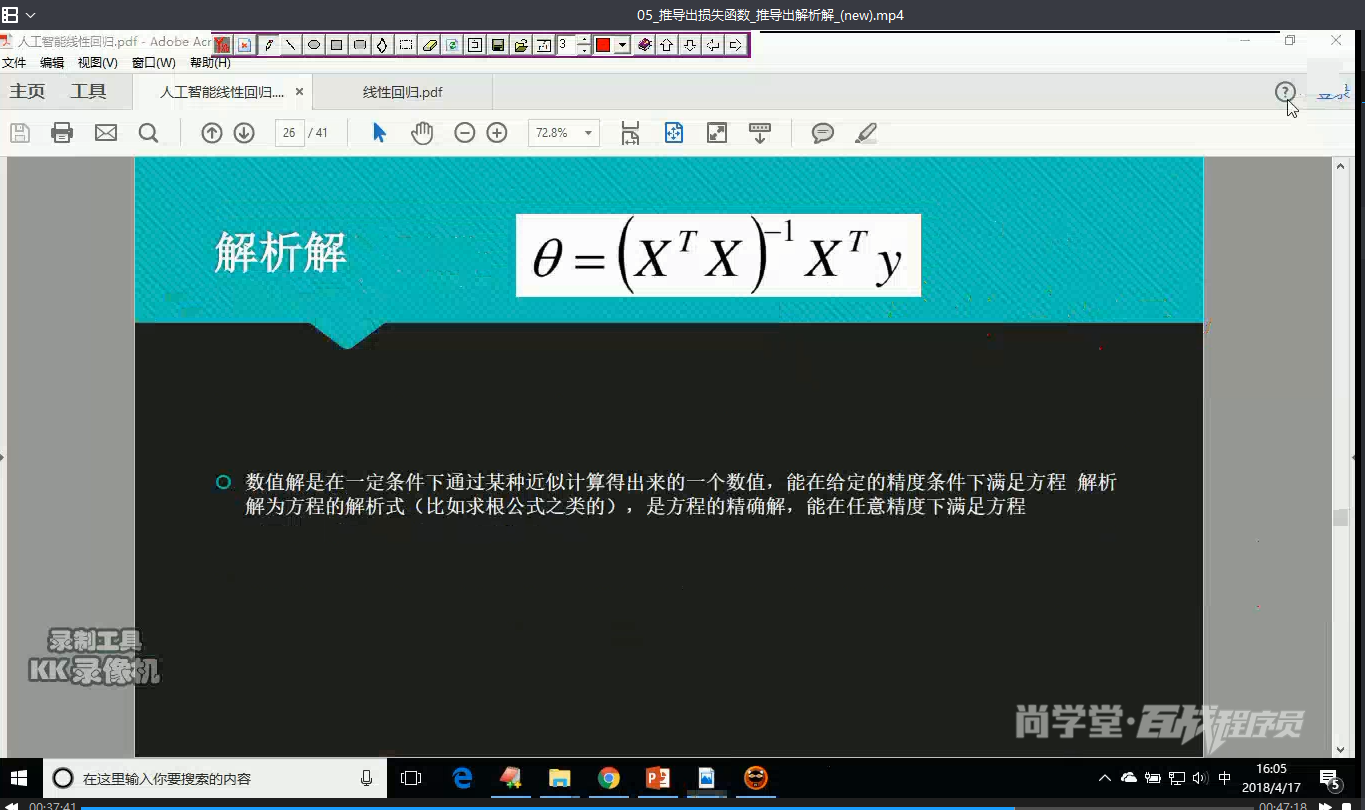 05_推导出损失函数_推导出解析解_(new).mp4
人工智能线性回归.pdf - Adobe Acr
3
文件 编辑 视图(V) 窗口(W) 帮助(H)
主页 工具 人工智能线性回归.... × 线性回归.pdf
登录
26 / 41 72.8%
解析解
θ = (X^T X)^-1 X^T y
数值解是在一定条件下通过某种近似计算得出来的一个数值，能在给定的精度条件下满足方程 解析
解为方程的解析式（比如求根公式之类的），是方程的精确解，能在任意精度下满足方程
录制工具
KK录像机
尚学堂·百战程序员
在这里输入你要搜索的内容
中
16:05
2018/4/17
5
00:37:41
00:47:18